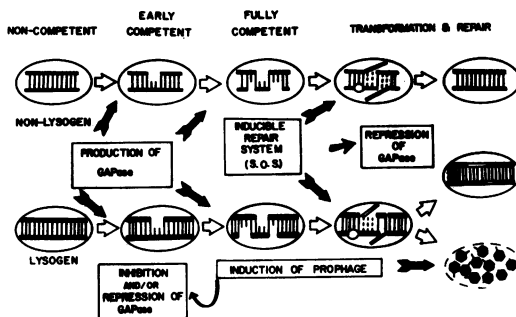 NON-COMPETENT
EARLY
COMPETENT
FULLY
COMPETENT
TRANSFORMATION & REPAIR
NON-LYSOGEN
PRODUCTION OF
GAPase
INDUCIBLE
REPAIR
SYSTEM
(S.O.S)
REPRESSION
OF
GAPase
LYSOGEN
INHIBITION
AND/OR
REPRESSION OF
GAPase
INDUCTION OF PROPHAGE